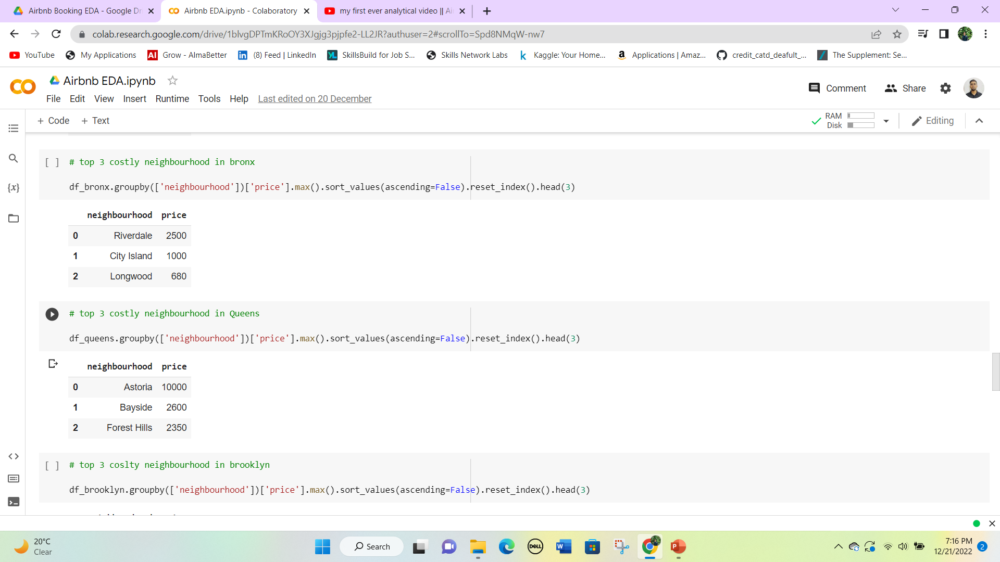 Airbnb Booking EDA - Google Dr
Airbnb EDA.ipynb - Colaboratory
my first ever analytical video || Ai
colab.research.google.com/drive/1blvgDPTmKRoOY3XJgjg3pjpfe2-LL2JR?authuser=2#scrollTo=Spd8NMqW-nw7
YouTube
My Applications
Grow - AlmaBetter
(8) Feed | LinkedIn
SkillsBuild for Job S...
Skills Network Labs
Kaggle: Your Home...
Applications | Amaz...
credit_catd_deafult_...
The Supplement: Se...
Airbnb EDA.ipynb
File Edit View Insert Runtime Tools Help Last edited on 20 December
Comment
Share
+ Code + Text
RAM
Disk
Editing
[ ] # top 3 costly neighbourhood in bronx
df_bronx.groupby(['neighbourhood'])['price'].max().sort_values(ascending=False).reset_index().head(3)
neighbourhood price
0 Riverdale 2500
1 City Island 1000
2 Longwood 680
# top 3 costly neighbourhood in Queens
df_queens.groupby(['neighbourhood'])['price'].max().sort_values(ascending=False).reset_index().head(3)
neighbourhood price
0 Astoria 10000
1 Bayside 2600
2 Forest Hills 2350
[ ] # top 3 coslty neighbourhood in brooklyn
df_brooklyn.groupby(['neighbourhood'])['price'].max().sort_values(ascending=False).reset_index().head(3)
20°C
Clear
Search
7:16 PM
12/21/2022
2